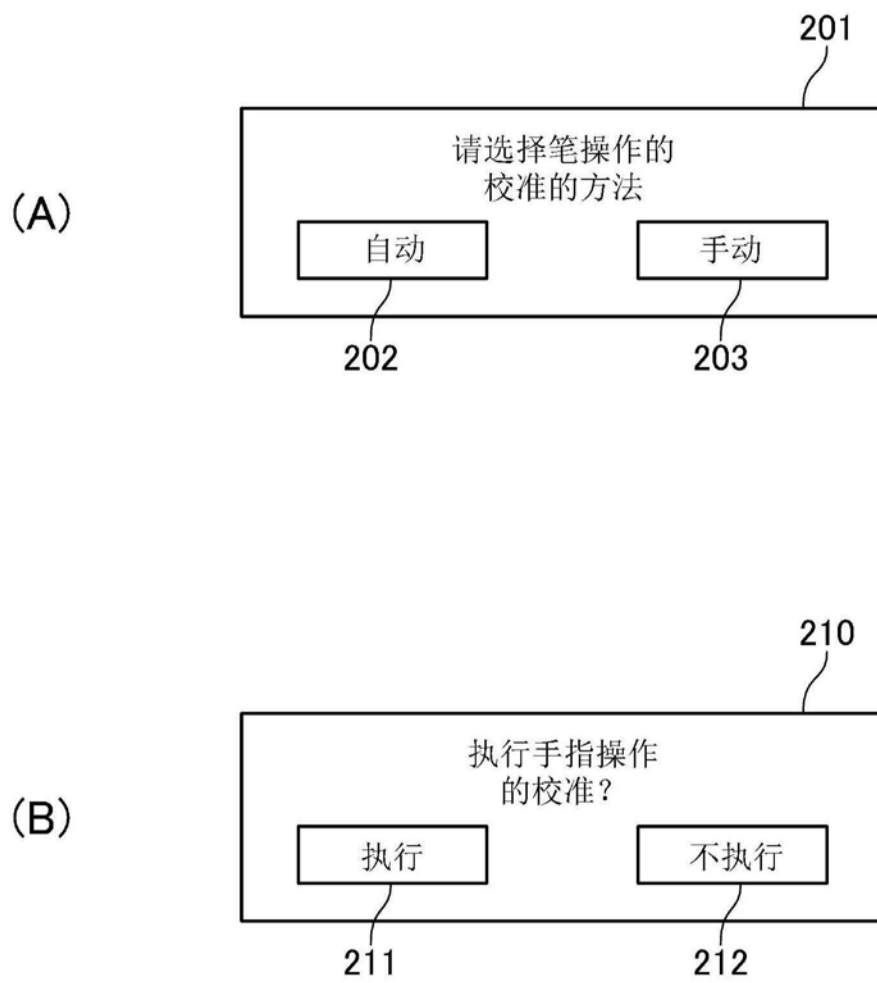 201
(A)
请选择笔操作的
校准的方法
自动
手动
202
203
210
(B)
执行手指操作
的校准？
执行
不执行
211
212